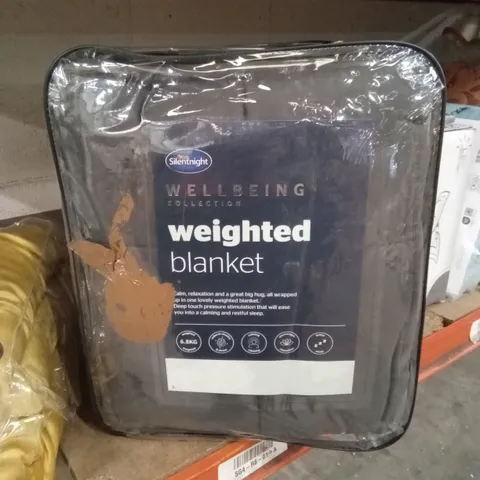 Silentnight
WELLBEING
COLLECTION
weighted
blanket
Calm, relaxation and a great big hug, all wrapped
up in one lovely weighted blanket.
Deep touch pressure stimulation that will ease
you into a calming and restful sleep.
6.8KG